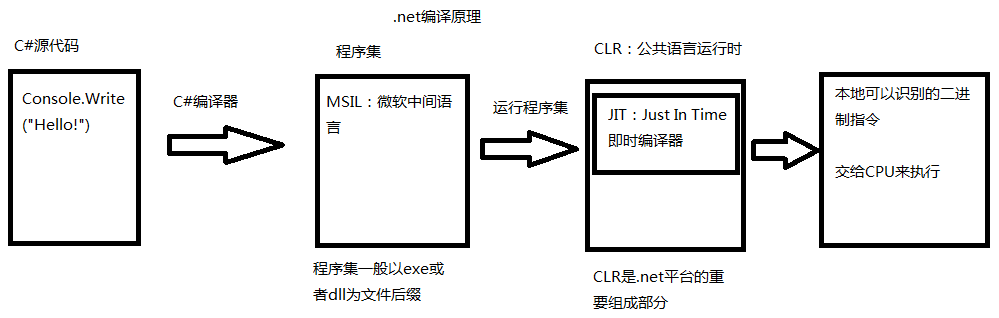 .net编译原理
C#源代码
Console.Write
("Hello!")
C#编译器
程序集
MSIL：微软中间语
言
程序集一般以exe或
者dll为文件后缀
运行程序集
CLR：公共语言运行时
JIT：Just In Time
即时编译器
CLR是.net平台的重
要组成部分
本地可以识别的二进
制指令
交给CPU来执行